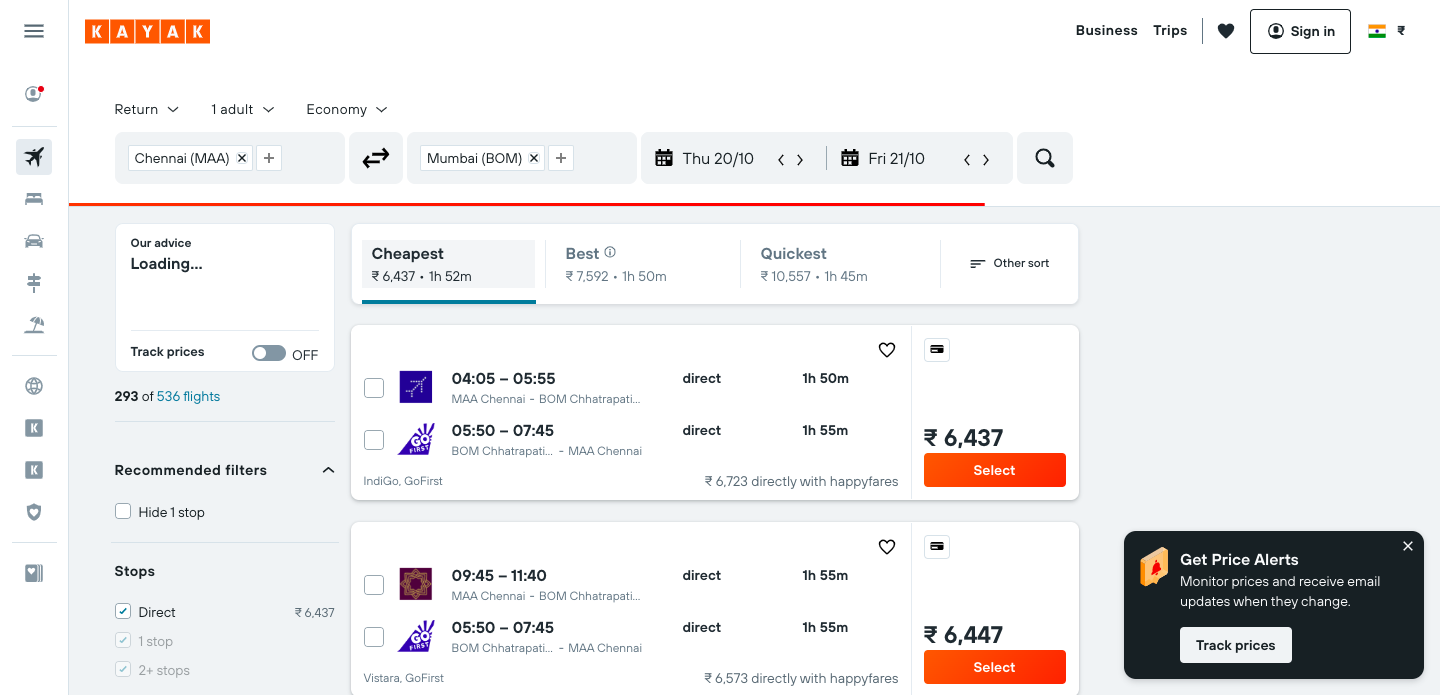 KAYAK
Business
Trips
Sign in
₹
Return
1 adult
Economy
Chennai (MAA)
Mumbai (BOM)
Thu 20/10
Fri 21/10
Our advice
Loading...
Track prices
OFF
293 of 536 flights
Recommended filters
Hide 1 stop
Stops
Direct
₹ 6,437
1 stop
2+ stops
Cheapest
₹ 6,437 • 1h 52m
Best
₹ 7,592 • 1h 50m
Quickest
₹ 10,557 • 1h 45m
Other sort
04:05 – 05:55
direct
1h 50m
MAA Chennai - BOM Chhatrapati...
GO FIRST
05:50 – 07:45
direct
1h 55m
BOM Chhatrapati... - MAA Chennai
IndiGo, GoFirst
₹ 6,723 directly with happyfares
₹ 6,437
Select
09:45 – 11:40
direct
1h 55m
MAA Chennai - BOM Chhatrapati...
GO FIRST
05:50 – 07:45
direct
1h 55m
BOM Chhatrapati... - MAA Chennai
Vistara, GoFirst
₹ 6,573 directly with happyfares
₹ 6,447
Select
Get Price Alerts
Monitor prices and receive email
updates when they change.
Track prices
K
K